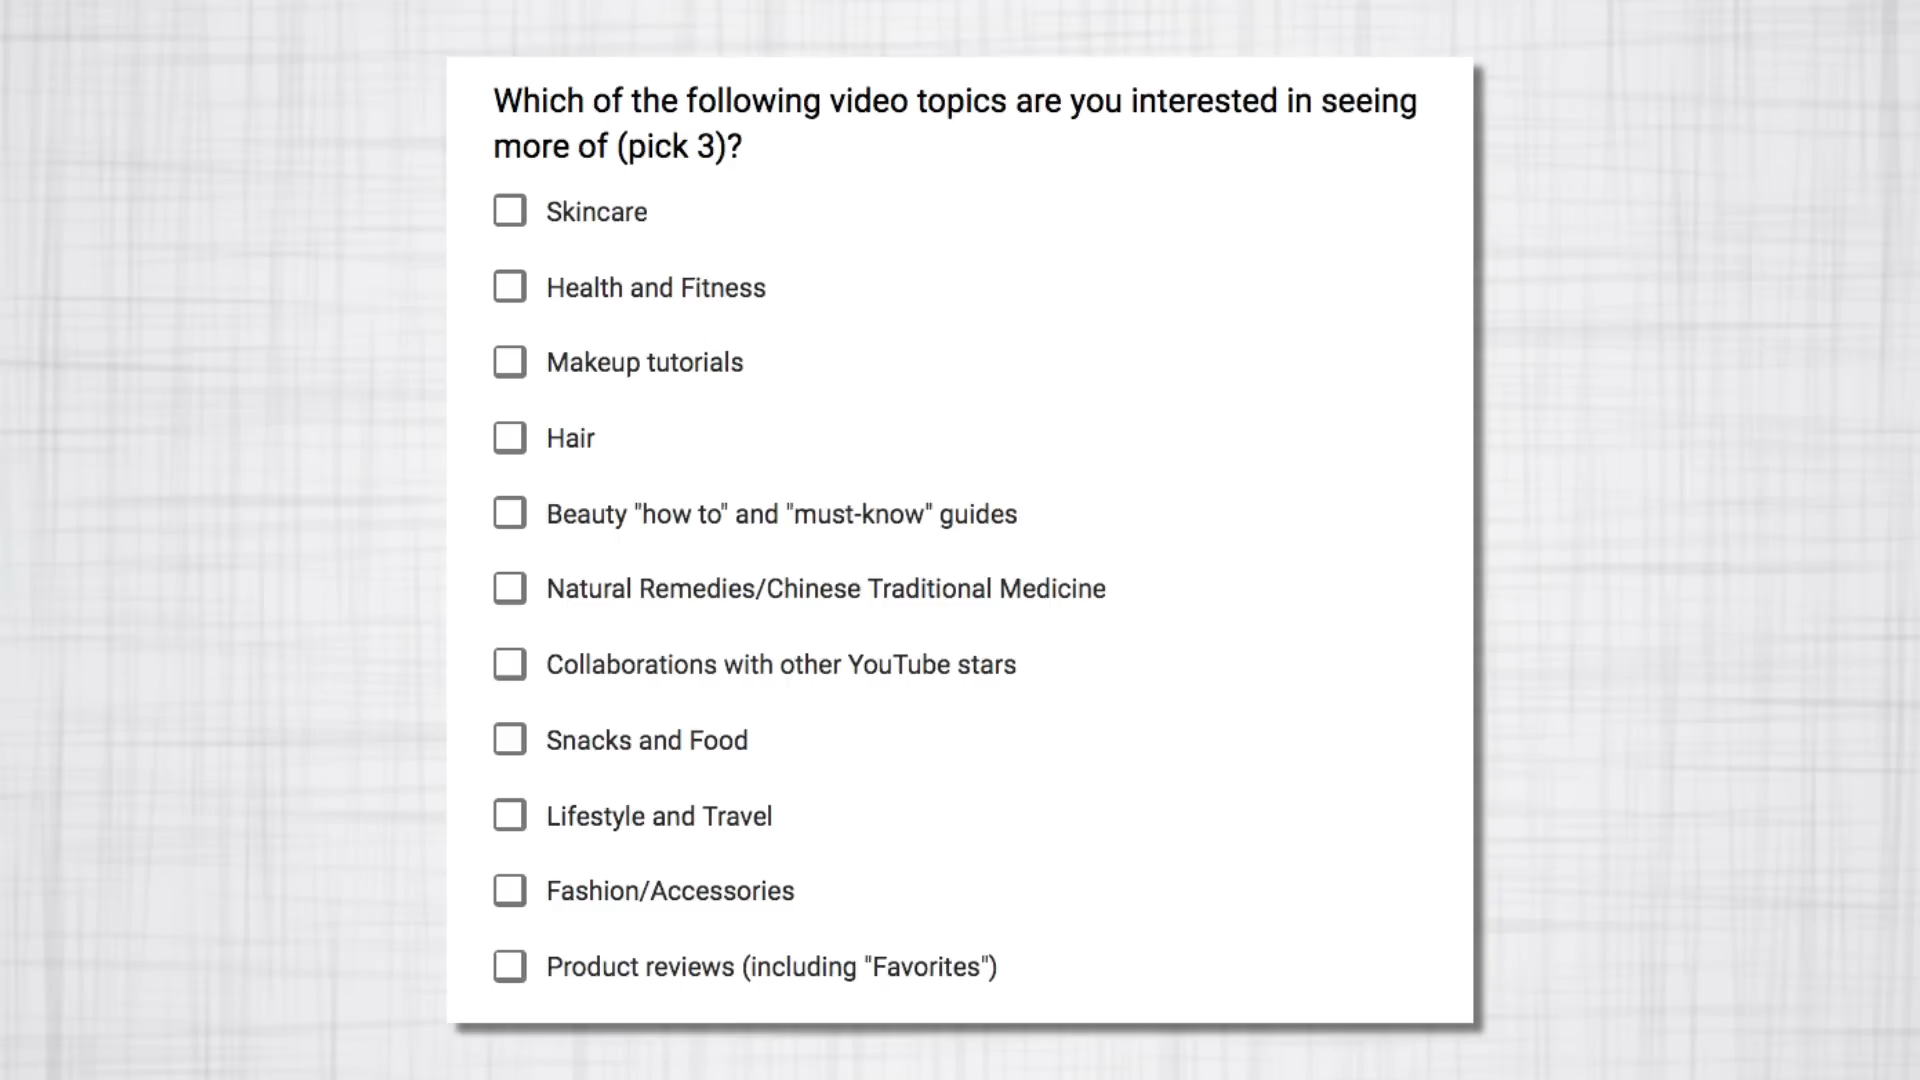 Which of the following video topics are you interested in seeing
more of (pick 3)?
Skincare
Health and Fitness
Makeup tutorials
Hair
Beauty "how to" and "must-know" guides
Natural Remedies/Chinese Traditional Medicine
Collaborations with other YouTube stars
Snacks and Food
Lifestyle and Travel
Fashion/Accessories
Product reviews (including "Favorites")